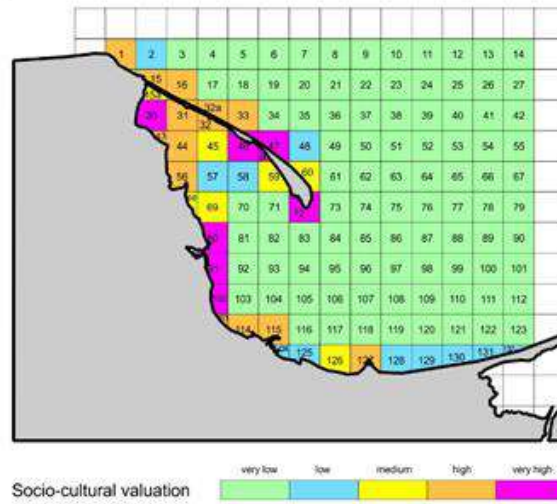 1 2 3 4 5 6 7 8 9 10 11 12 13 14
15 16 17 18 19 20 21 22 23 24 25 26 27
31 32a 32 33 34 35 36 37 38 39 40 41 42
44 45 46 47 48 49 50 51 52 53 54 55
56 57 58 59 60 61 62 63 64 65 66 67
69 70 71 73 74 75 76 77 78 79
81 82 83 84 85 86 87 88 89 90
92 93 94 95 96 97 98 99 100 101
103 104 105 106 107 108 109 110 111 112
114 115 116 117 118 119 120 121 122 123
125 126 127 128 129 130 131
very low low medium high very high
Socio-cultural valuation